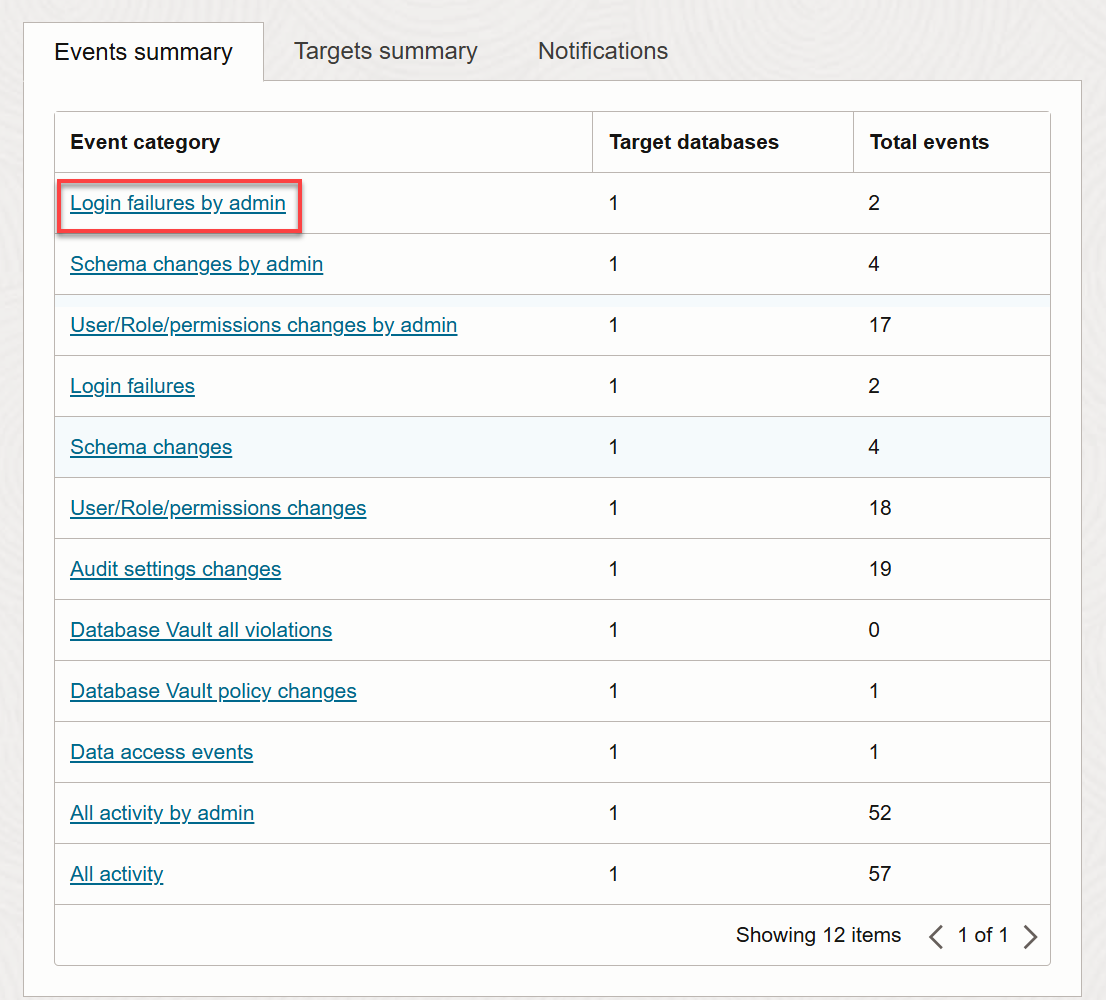 Events summary Targets summary Notifications
Event category Target databases Total events
Login failures by admin 1 2
Schema changes by admin 1 4
User/Role/permissions changes by admin 1 17
Login failures 1 2
Schema changes 1 4
User/Role/permissions changes 1 18
Audit settings changes 1 19
Database Vault all violations 1 0
Database Vault policy changes 1 1
Data access events 1 1
All activity by admin 1 52
All activity 1 57
Showing 12 items 1 of 1